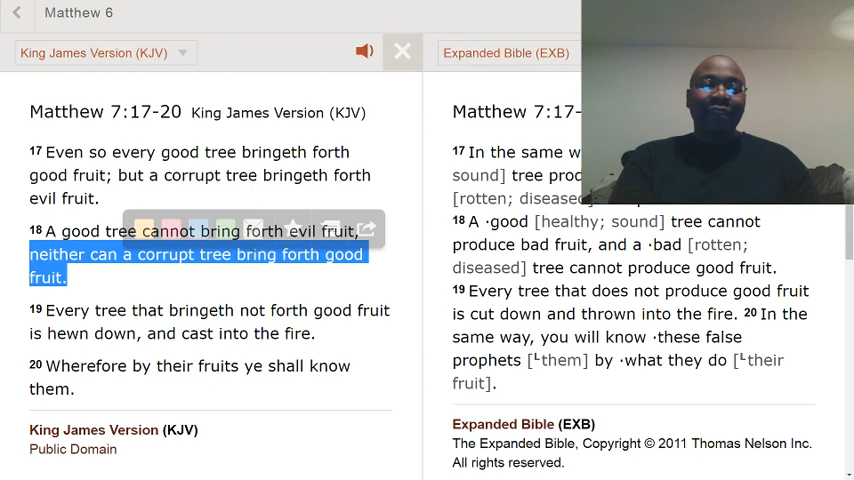 Matthew 6
King James Version (KJV)
Expanded Bible (EXB)
Matthew 7:17-20 King James Version (KJV)
17 Even so every good tree bringeth forth
good fruit; but a corrupt tree bringeth forth
evil fruit.
18 A good tree cannot bring forth evil fruit,
neither can a corrupt tree bring forth good
fruit.
19 Every tree that bringeth not forth good fruit
is hewn down, and cast into the fire.
20 Wherefore by their fruits ye shall know
them.
King James Version (KJV)
Public Domain
Matthew 7:17-
17 In the same w
sound] tree prod
[rotten; diseased]
18 A ·good [healthy; sound] tree cannot
produce bad fruit, and a ·bad [rotten;
diseased] tree cannot produce good fruit.
19 Every tree that does not produce good fruit
is cut down and thrown into the fire. 20 In the
same way, you will know ·these false
prophets [Lthem] by ·what they do [Ltheir
fruit].
Expanded Bible (EXB)
The Expanded Bible, Copyright © 2011 Thomas Nelson Inc.
All rights reserved.